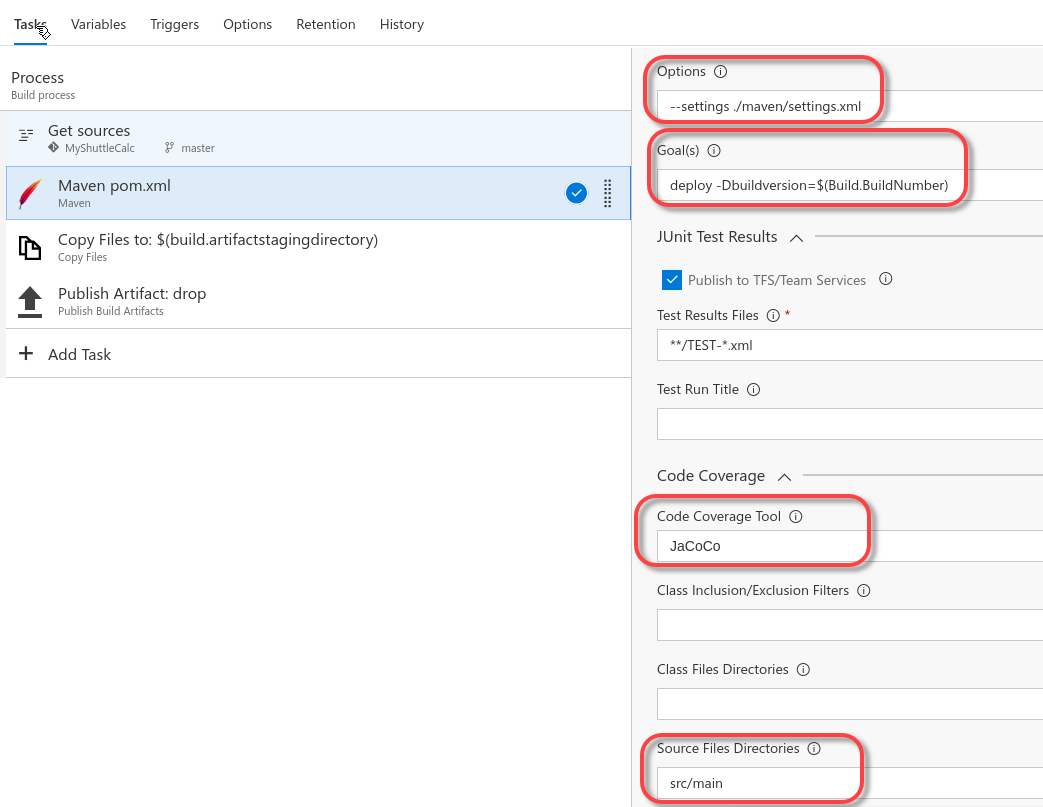 Tasks Variables Triggers Options Retention History
Process
Build process
Get sources
MyShuttleCalc master
Maven pom.xml
Maven
Copy Files to: $(build.artifactstagingdirectory)
Copy Files
Publish Artifact: drop
Publish Build Artifacts
+ Add Task
Options
--settings ./maven/settings.xml
Goal(s)
deploy -Dbuildversion=$(Build.BuildNumber)
JUnit Test Results
Publish to TFS/Team Services
Test Results Files *
**/TEST-*.xml
Test Run Title
Code Coverage
Code Coverage Tool
JaCoCo
Class Inclusion/Exclusion Filters
Class Files Directories
Source Files Directories
src/main